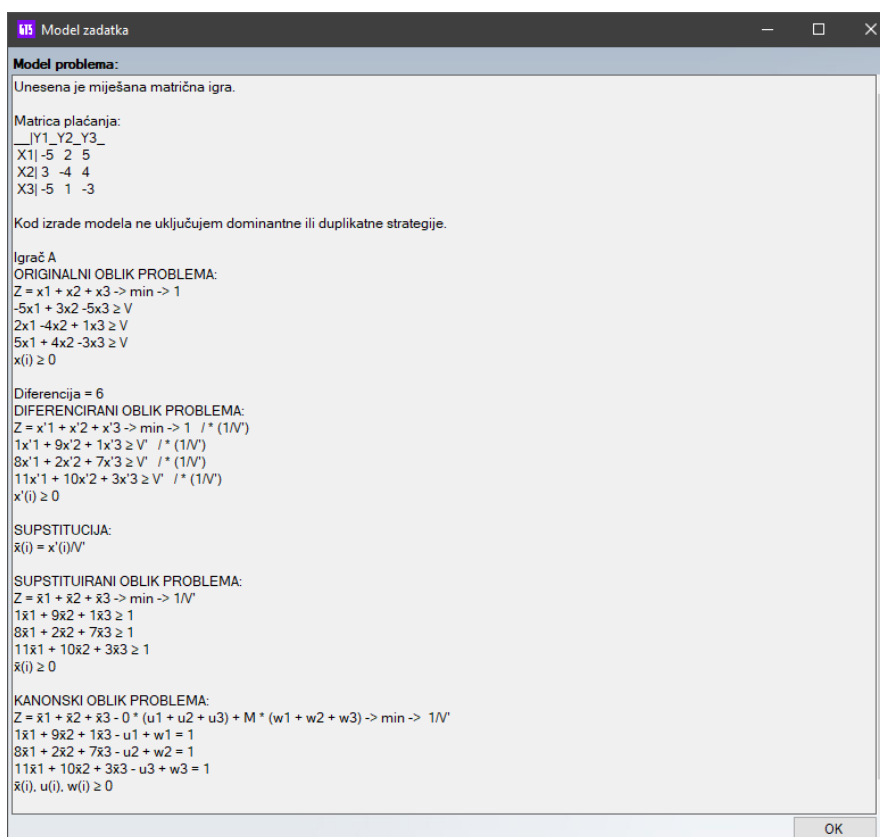 GTS Model zadatka
Model problema:
Unesena je miješana matrična igra.
Matrica plaćanja:
__|Y1_Y2_Y3_
X1| -5 2 5
X2| 3 -4 4
X3| -5 1 -3
Kod izrade modela ne uključujem dominantne ili duplikatne strategije.
Igrač A
ORIGINALNI OBLIK PROBLEMA:
Z = x1 + x2 + x3 -> min -> 1
-5x1 + 3x2 -5x3 ≥ V
2x1 -4x2 + 1x3 ≥ V
5x1 + 4x2 -3x3 ≥ V
x(i) ≥ 0
Diferencija = 6
DIFERENCIRANI OBLIK PROBLEMA:
Z = x'1 + x'2 + x'3 -> min -> 1 / * (1/V')
1x'1 + 9x'2 + 1x'3 ≥ V' / * (1/V')
8x'1 + 2x'2 + 7x'3 ≥ V' / * (1/V')
11x'1 + 10x'2 + 3x'3 ≥ V' / * (1/V')
x'(i) ≥ 0
SUPSTITUCIJA:
x̄(i) = x'(i)/V'
SUPSTITUIRANI OBLIK PROBLEMA:
Z = x̄1 + x̄2 + x̄3 -> min -> 1/V'
1x̄1 + 9x̄2 + 1x̄3 ≥ 1
8x̄1 + 2x̄2 + 7x̄3 ≥ 1
11x̄1 + 10x̄2 + 3x̄3 ≥ 1
x̄(i) ≥ 0
KANONSKI OBLIK PROBLEMA:
Z = x̄1 + x̄2 + x̄3 - 0 * (u1 + u2 + u3) + M * (w1 + w2 + w3) -> min -> 1/V'
1x̄1 + 9x̄2 + 1x̄3 - u1 + w1 = 1
8x̄1 + 2x̄2 + 7x̄3 - u2 + w2 = 1
11x̄1 + 10x̄2 + 3x̄3 - u3 + w3 = 1
x̄(i), u(i), w(i) ≥ 0
OK